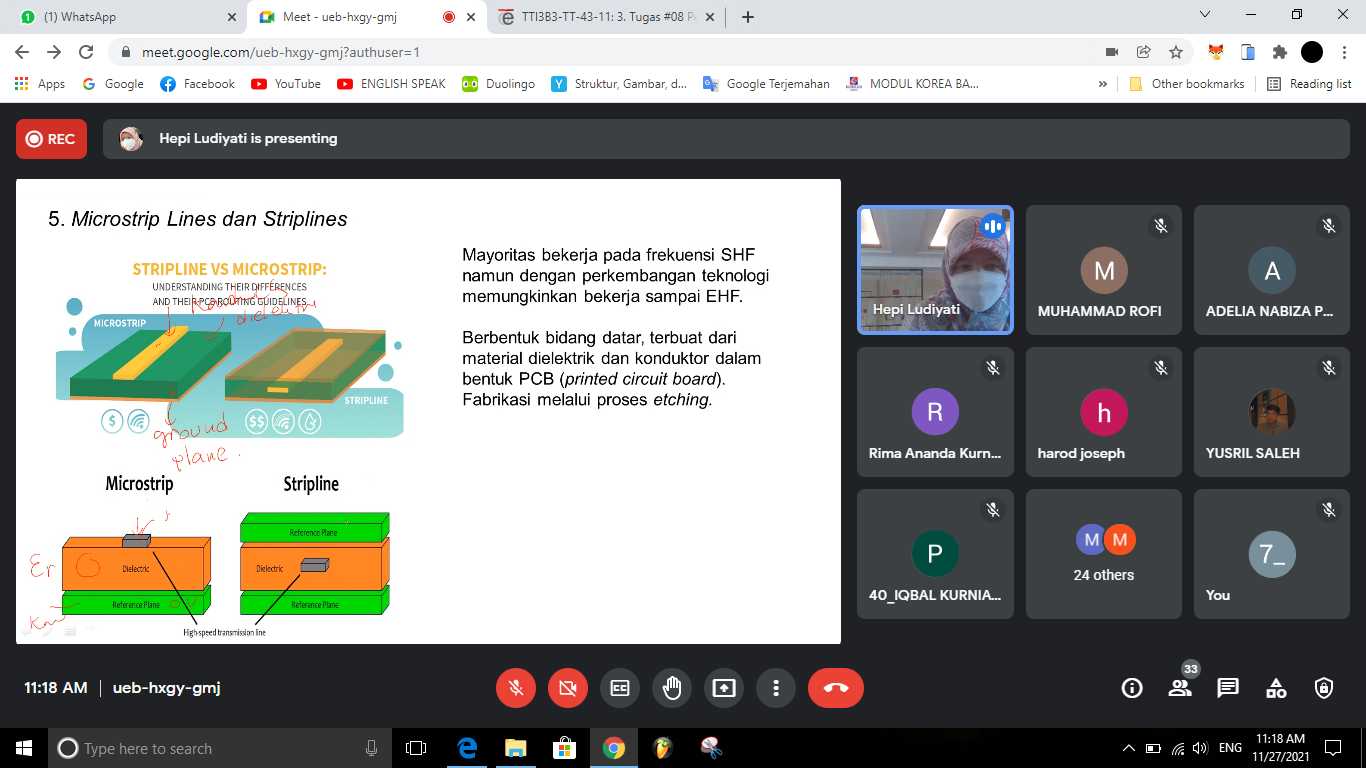 (1) WhatsApp
Meet - ueb-hxgy-gmj
TTI3B3-TT-43-11: 3. Tugas #08 P
meet.google.com/ueb-hxgy-gmj?authuser=1
Apps
Google
Facebook
YouTube
ENGLISH SPEAK
Duolingo
Struktur, Gambar, d...
Google Terjemahan
MODUL KOREA BA...
»
Other bookmarks
Reading list
REC
Hepi Ludiyati is presenting
5. Microstrip Lines dan Striplines
STRIPLINE VS MICROSTRIP:
UNDERSTANDING THEIR DIFFERENCES
AND THEIR PCB ROUTING GUIDELINES
dielektri
MICROSTRIP
STRIPLINE
$
$$
ground
plane.
Microstrip
Stripline
Reference Plane
εr
Dielectric
Dielectric
Reference Plane
Reference Plane
High-speed transmission line
Mayoritas bekerja pada frekuensi SHF
namun dengan perkembangan teknologi
memungkinkan bekerja sampai EHF.
Berbentuk bidang datar, terbuat dari
material dielektrik dan konduktor dalam
bentuk PCB (printed circuit board).
Fabrikasi melalui proses etching.
Hepi Ludiyati
M
MUHAMMAD ROFI
A
ADELIA NABIZA P...
R
Rima Ananda Kurn...
h
harod joseph
YUSRIL SALEH
P
40_IQBAL KURNIA...
M
M
24 others
7_
You
11:18 AM | ueb-hxgy-gmj
33
Type here to search
ENG
11:18 AM
11/27/2021